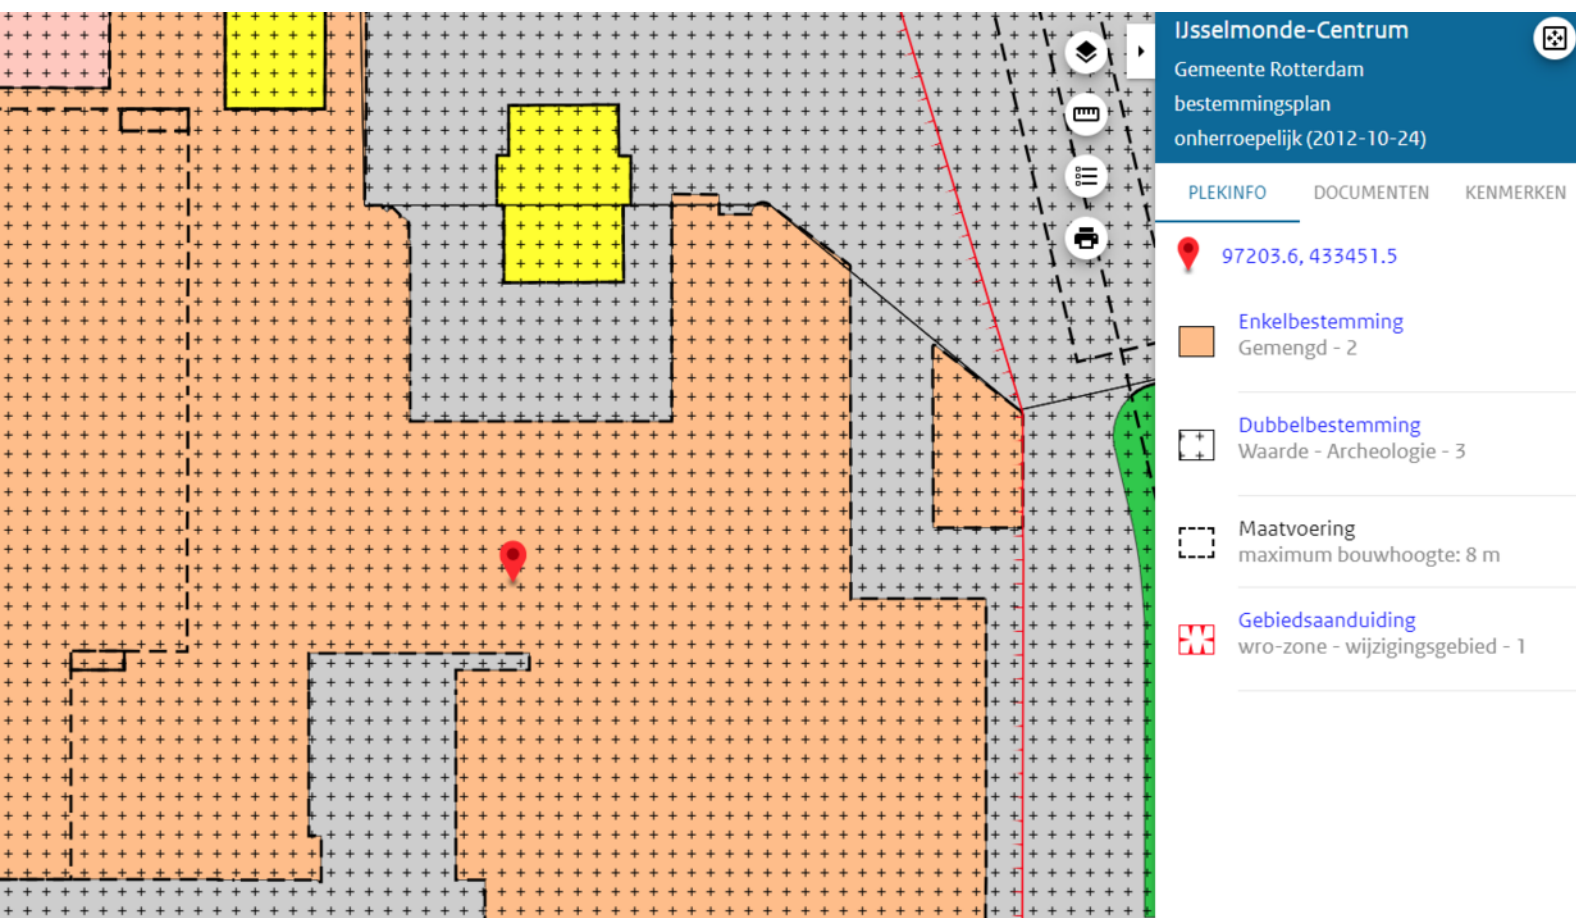 IJsselmonde-Centrum
Gemeente Rotterdam
bestemmingsplan
onherroepelijk (2012-10-24)
PLEKINFO DOCUMENTEN KENMERKEN
97203.6, 433451.5
Enkelbestemming
Gemengd - 2
Dubbelbestemming
Waarde - Archeologie - 3
Maatvoering
maximum bouwhoogte: 8 m
Gebiedsaanduiding
wro-zone - wijzigingsgebied - 1